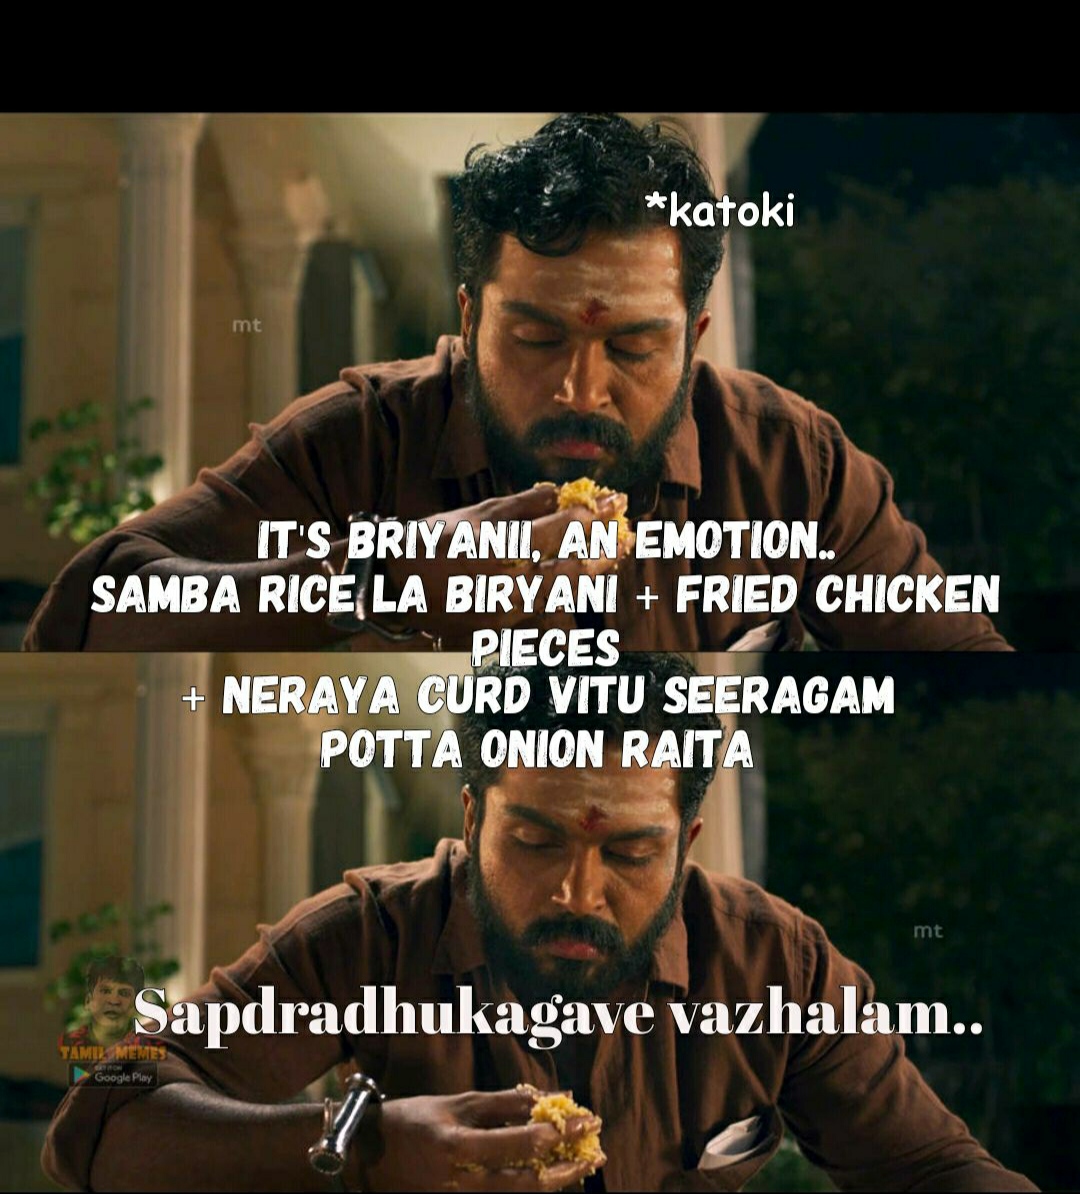 *katoki
mt
IT'S BRIYANII, AN EMOTION..
SAMBA RICE LA BIRYANI + FRIED CHICKEN
PIECES
+ NERAYA CURD VITU SEERAGAM
POTTA ONION RAITA
mt
Sapdradhukagave vazhalam..
TAMIL MEMES
GET IT ON
Google Play